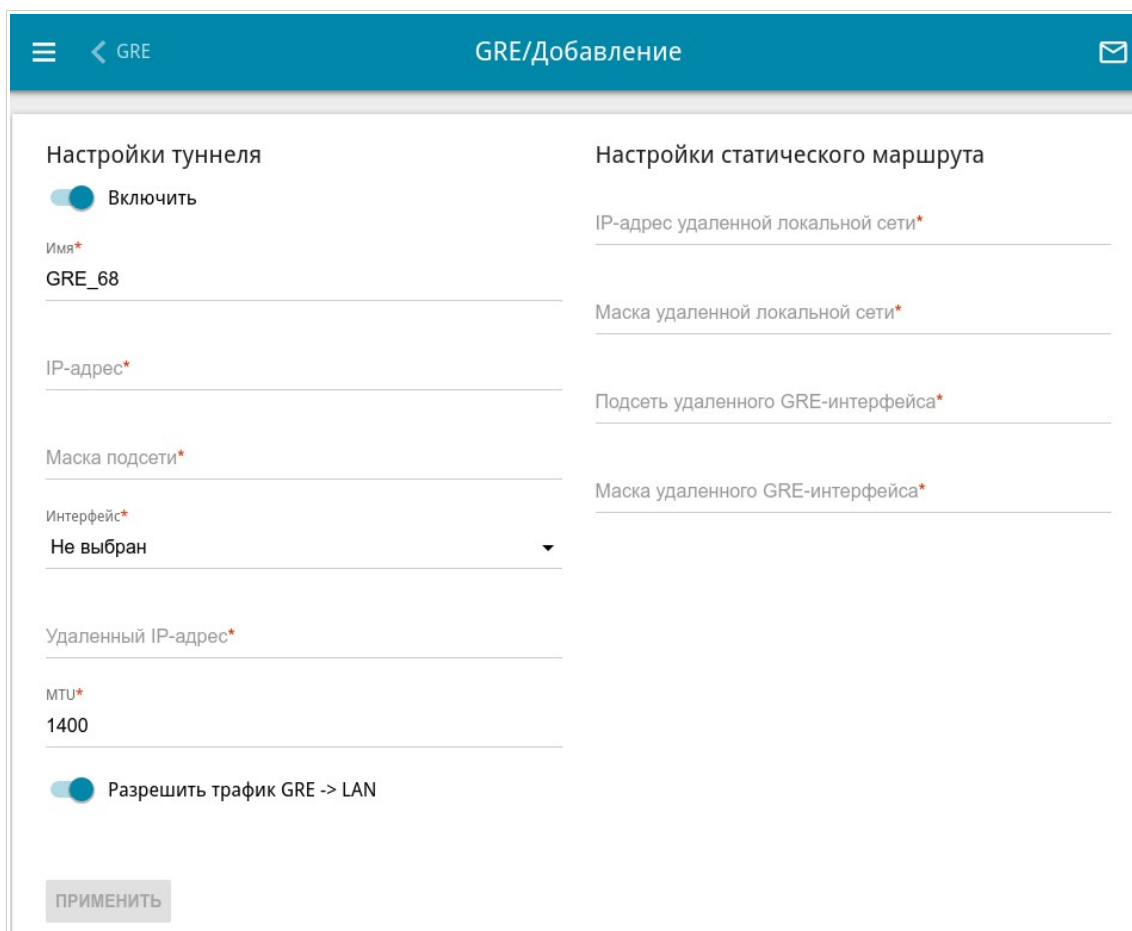 GRE
GRE/Добавление
Настройки туннеля
Включить
Имя*
GRE_68
IP-адрес*
Маска подсети*
Интерфейс*
Не выбран
Удаленный IP-адрес*
MTU*
1400
Разрешить трафик GRE -> LAN
ПРИМЕНИТЬ
Настройки статического маршрута
IP-адрес удаленной локальной сети*
Маска удаленной локальной сети*
Подсеть удаленного GRE-интерфейса*
Маска удаленного GRE-интерфейса*